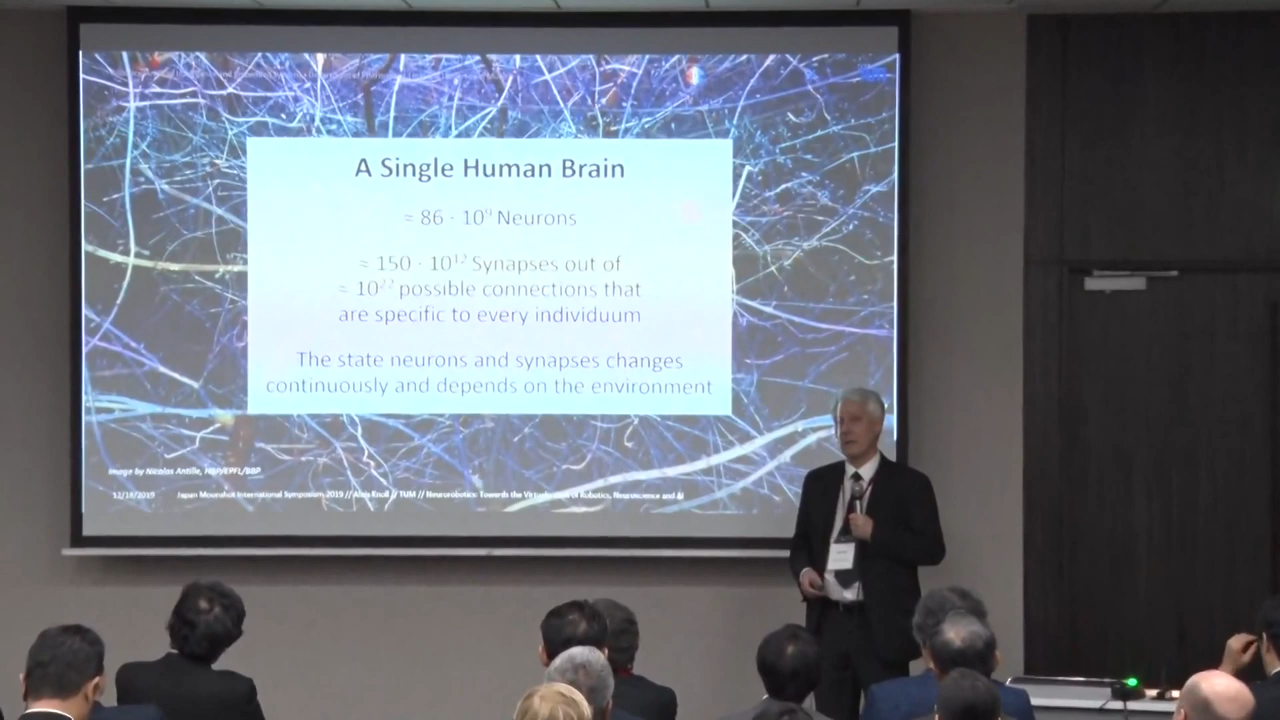 A Single Human Brain
≈ 86 · 10⁹ Neurons
≈ 150 · 10¹² Synapses out of
≈ 10²² possible connections that
are specific to every individuum
The state neurons and synapses changes
continuously and depends on the environment
Image by Nicolas Antille, HBP/EPFL/BBP
12/18/2019 Japan Moonshot International Symposium 2019 // Alois Knoll // TUM // Neurorobotics: Towards the Virtualization of Robotics, Neuroscience and AI